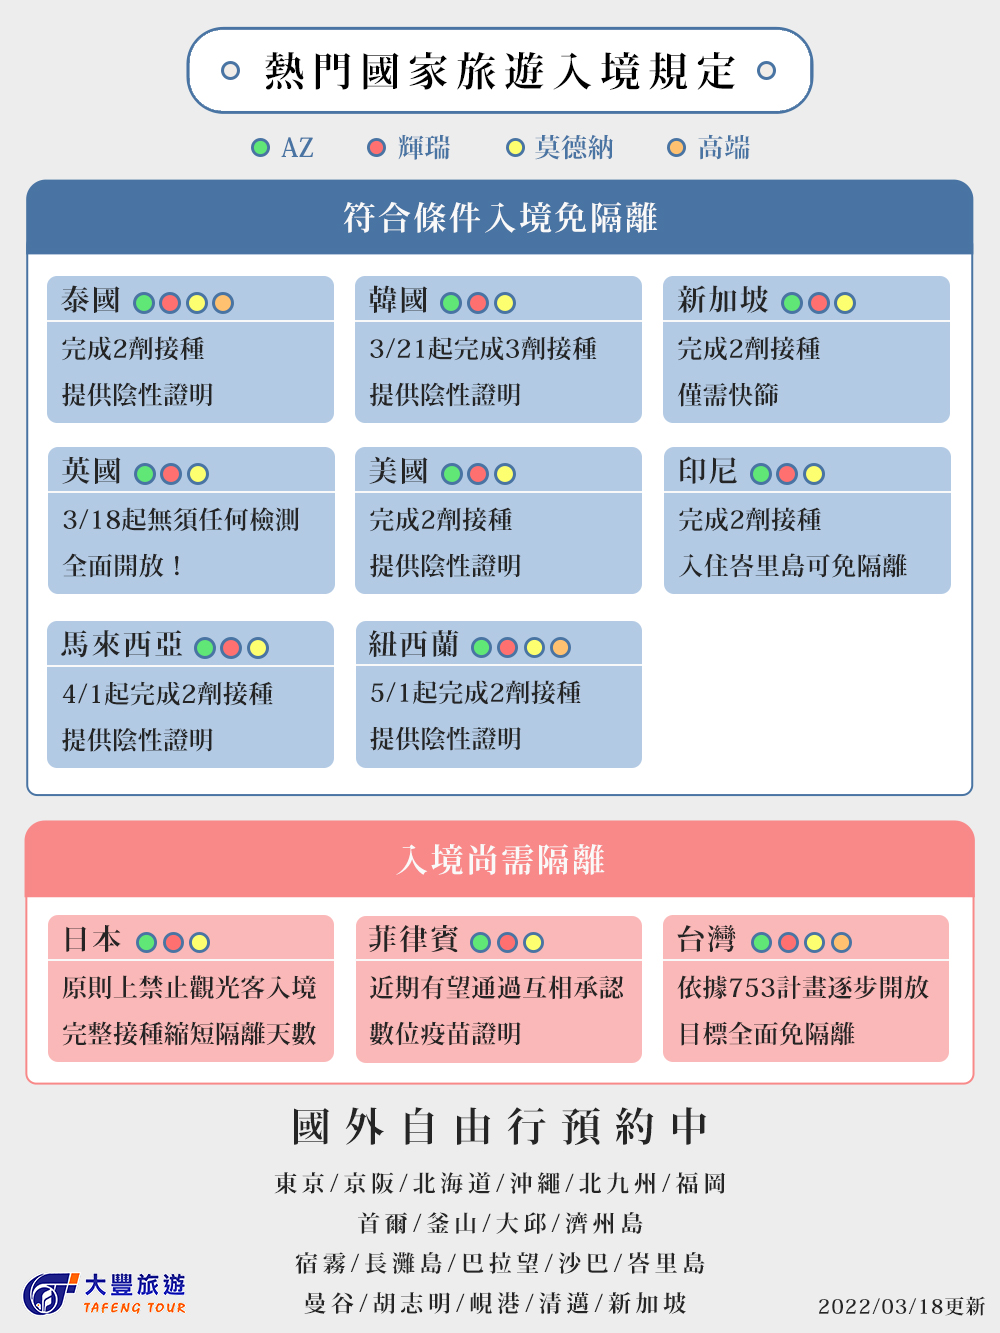 熱門國家旅遊入境規定
AZ 輝瑞 莫德納 高端
符合條件入境免隔離
泰國
完成2劑接種
提供陰性證明
韓國
3/21起完成3劑接種
提供陰性證明
新加坡
完成2劑接種
僅需快篩
英國
3/18起無須任何檢測
全面開放！
美國
完成2劑接種
提供陰性證明
印尼
完成2劑接種
入住峇里島可免隔離
馬來西亞
4/1起完成2劑接種
提供陰性證明
紐西蘭
5/1起完成2劑接種
提供陰性證明
入境尚需隔離
日本
原則上禁止觀光客入境
完整接種縮短隔離天數
菲律賓
近期有望通過互相承認
數位疫苗證明
台灣
依據753計畫逐步開放
目標全面免隔離
國外自由行預約中
東京/京阪/北海道/沖繩/北九州/福岡
首爾/釜山/大邱/濟州島
宿霧/長灘島/巴拉望/沙巴/峇里島
曼谷/胡志明/峴港/清邁/新加坡
大豐旅遊
TAFENG TOUR
2022/03/18更新